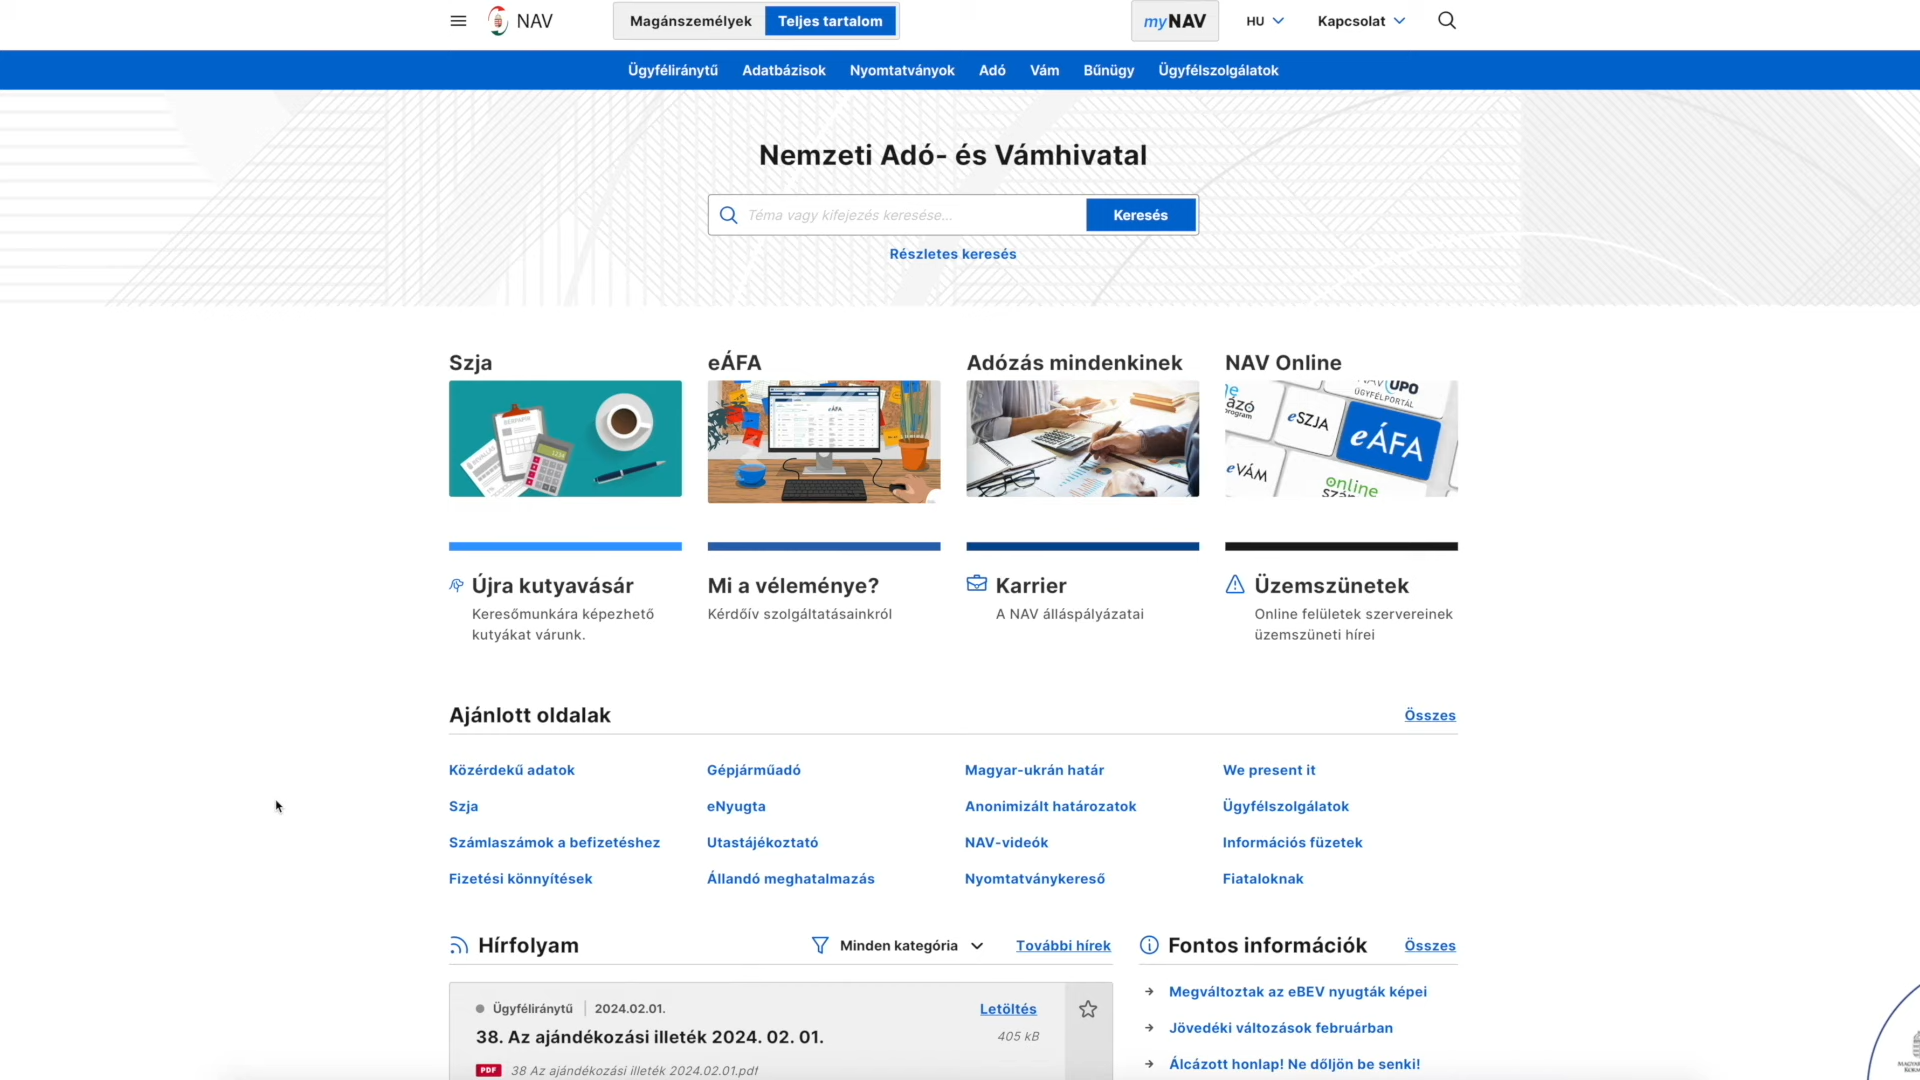 NAV
Magánszemélyek
Teljes tartalom
myNAV
HU
Kapcsolat
Ügyféliránytű
Adatbázisok
Nyomtatványok
Adó
Vám
Bűnügy
Ügyfélszolgálatok
Nemzeti Adó- és Vámhivatal
Téma vagy kifejezés keresése...
Keresés
Részletes keresés
Szja
eÁFA
Adózás mindenkinek
NAV Online
eÁFA
UPO
ÜGYFÉLPORTÁL
eSZJA
eÁFA
eVÁM
online
Újra kutyavásár
Keresőmunkára képezhető
kutyákat várunk.
Mi a véleménye?
Kérdőív szolgáltatásainkról
Karrier
A NAV álláspályázatai
Üzemszünetek
Online felületek szervereinek
üzemszüneti hírei
Ajánlott oldalak
Összes
Közérdekű adatok
Gépjárműadó
Magyar-ukrán határ
We present it
Szja
eNyugta
Anonimizált határozatok
Ügyfélszolgálatok
Számlaszámok a befizetéshez
Utastájékoztató
NAV-videók
Információs füzetek
Fizetési könnyítések
Állandó meghatalmazás
Nyomtatványkereső
Fiataloknak
Hírfolyam
Minden kategória
További hírek
Ügyféliránytű
2024.02.01.
Letöltés
38. Az ajándékozási illeték 2024. 02. 01.
405 kB
PDF
38 Az ajándékozási illeték 2024.02.01.pdf
Fontos információk
Összes
Megváltoztak az eBEV nyugták képei
Jövedéki változások februárban
Álcázott honlap! Ne dőljön be senki!